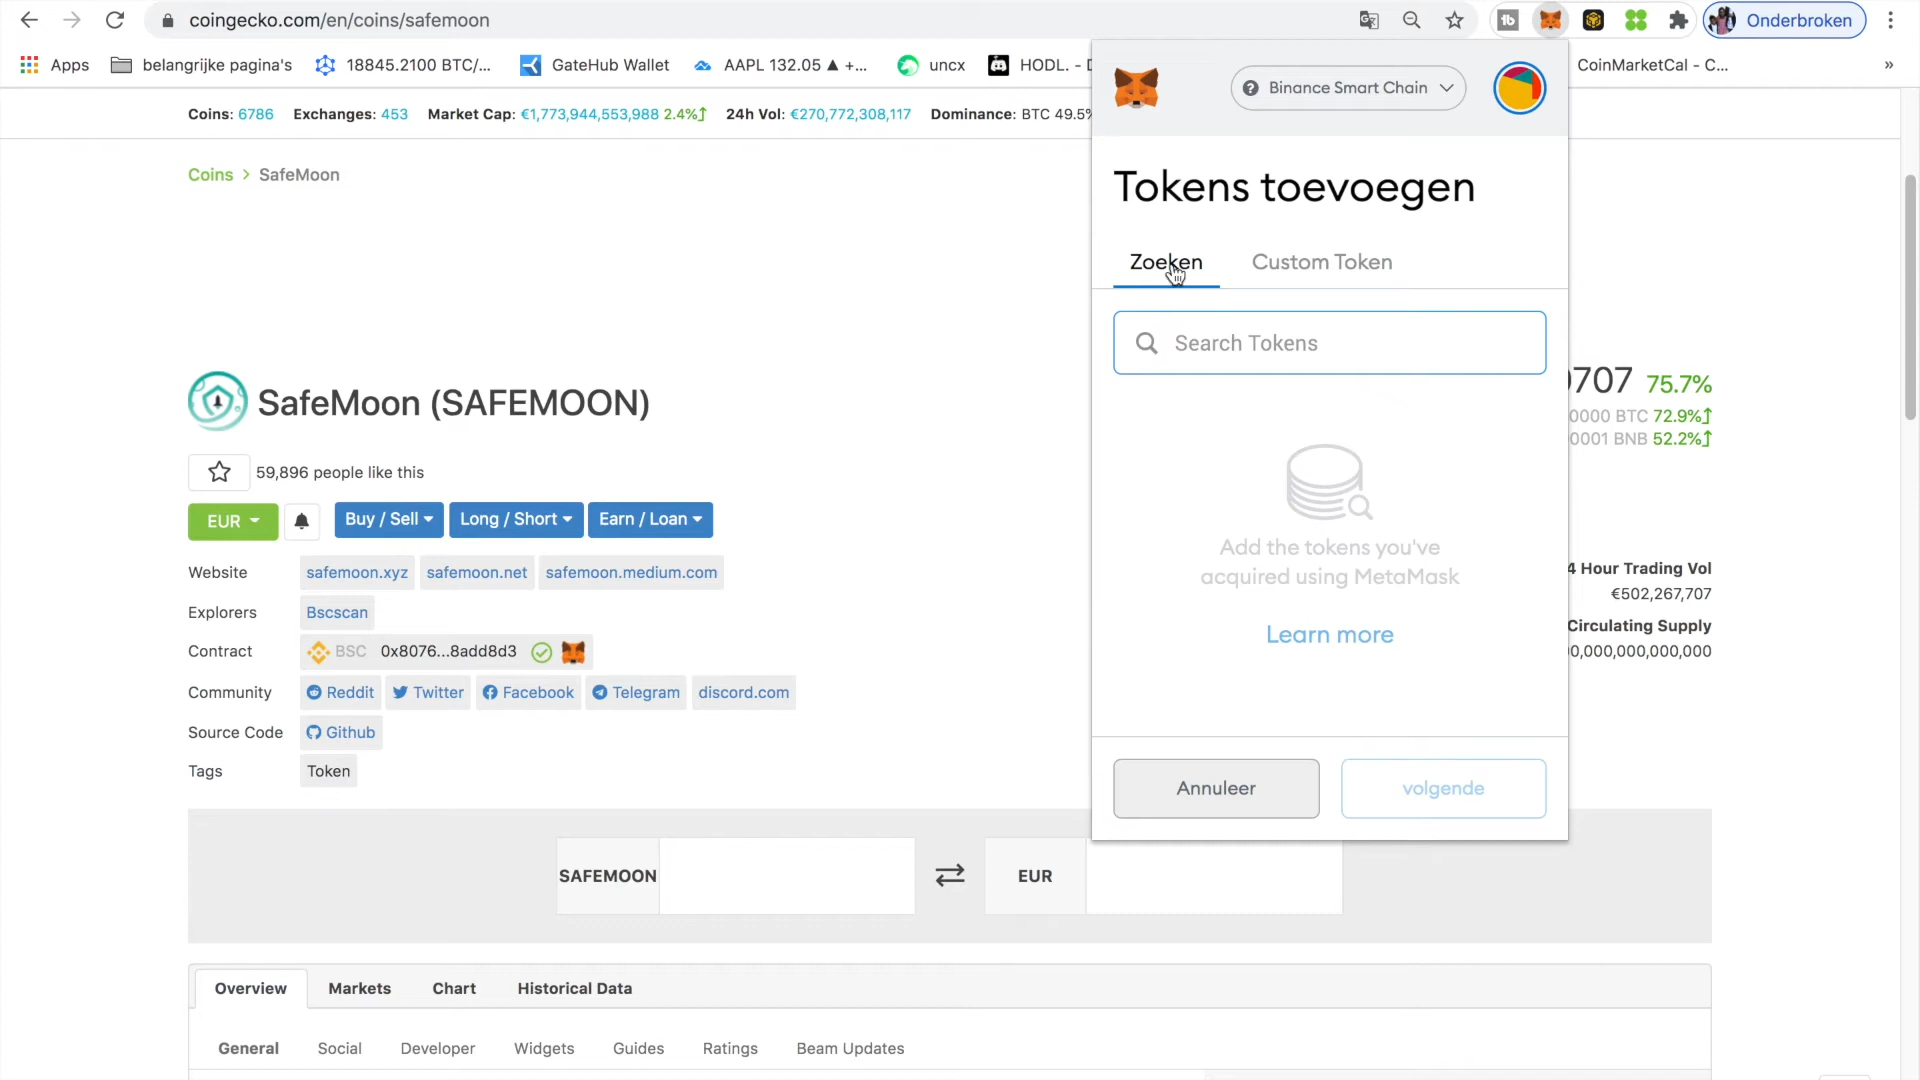 coingecko.com/en/coins/safemoon
Onderbroken
Apps
belangrijke pagina's
18845.2100 BTC/...
GateHub Wallet
AAPL 132.05 ▲ +...
uncx
HODL. - D
CoinMarketCal - C...
»
Coins: 6786
Exchanges: 453
Market Cap: €1,773,944,553,988 2.4%
24h Vol: €270,772,308,117
Dominance: BTC 49.5%
Binance Smart Chain
Coins > SafeMoon
Tokens toevoegen
Zoeken
Custom Token
Search Tokens
Add the tokens you've
acquired using MetaMask
Learn more
Annuleer
volgende
SafeMoon (SAFEMOON)
0707 75.7%
0000 BTC 72.9%
0001 BNB 52.2%
59,896 people like this
EUR
Buy / Sell
Long / Short
Earn / Loan
Website
safemoon.xyz
safemoon.net
safemoon.medium.com
4 Hour Trading Vol
€502,267,707
Explorers
Bscscan
Circulating Supply
00,000,000,000,000
Contract
BSC 0x8076...8add8d3
Community
Reddit
Twitter
Facebook
Telegram
discord.com
Source Code
Github
Tags
Token
SAFEMOON
EUR
Overview
Markets
Chart
Historical Data
General
Social
Developer
Widgets
Guides
Ratings
Beam Updates